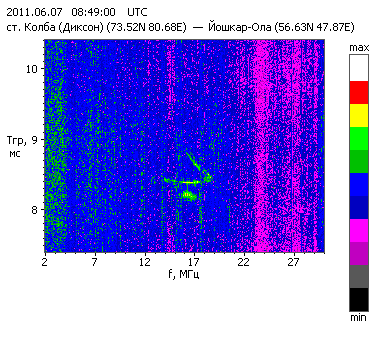 2011.06.07 08:49:00 UTC
ст. Колба (Диксон) (73.52N 80.68E) — Йошкар-Ола (56.63N 47.87E)
max
10
9
Tгр,
мс
8
2 7 12 17 22 27
f, МГц
min